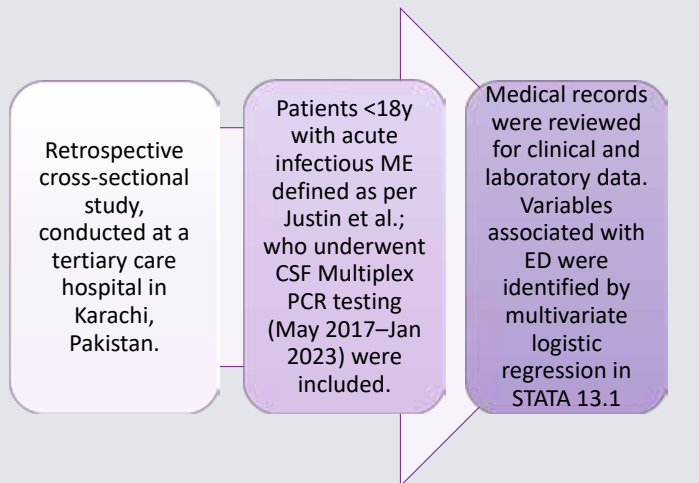 Retrospective
cross-sectional
study,
conducted at a
tertiary care
hospital in
Karachi,
Pakistan.
Patients <18y
with acute
infectious ME
defined as per
Justin et al.;
who underwent
CSF Multiplex
PCR testing
(May 2017–Jan
2023) were
included.
Medical records
were reviewed
for clinical and
laboratory data.
Variables
associated with
ED were
identified by
multivariate
logistic
regression in
STATA 13.1